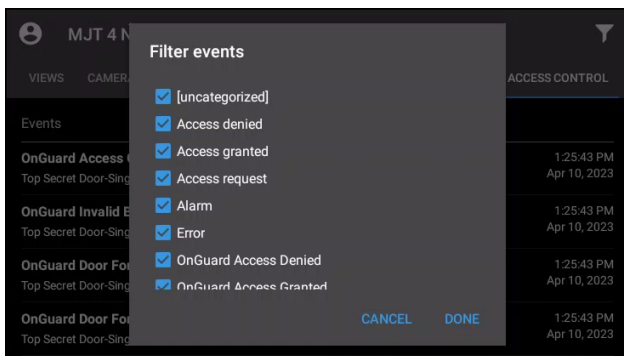 MJT 4 N
VIEWS CAMER ACCESS CONTROL
Filter events
[uncategorized]
Access denied
Access granted
Access request
Alarm
Error
OnGuard Access Denied
OnGuard Access Granted
CANCEL DONE
Events
OnGuard Access
Top Secret Door-Sing
1:25:43 PM
Apr 10, 2023
OnGuard Invalid
Top Secret Door-Sing
1:25:43 PM
Apr 10, 2023
OnGuard Door For
Top Secret Door-Sing
1:25:43 PM
Apr 10, 2023
OnGuard Door For
Top Secret Door-Sing
1:25:43 PM
Apr 10, 2023